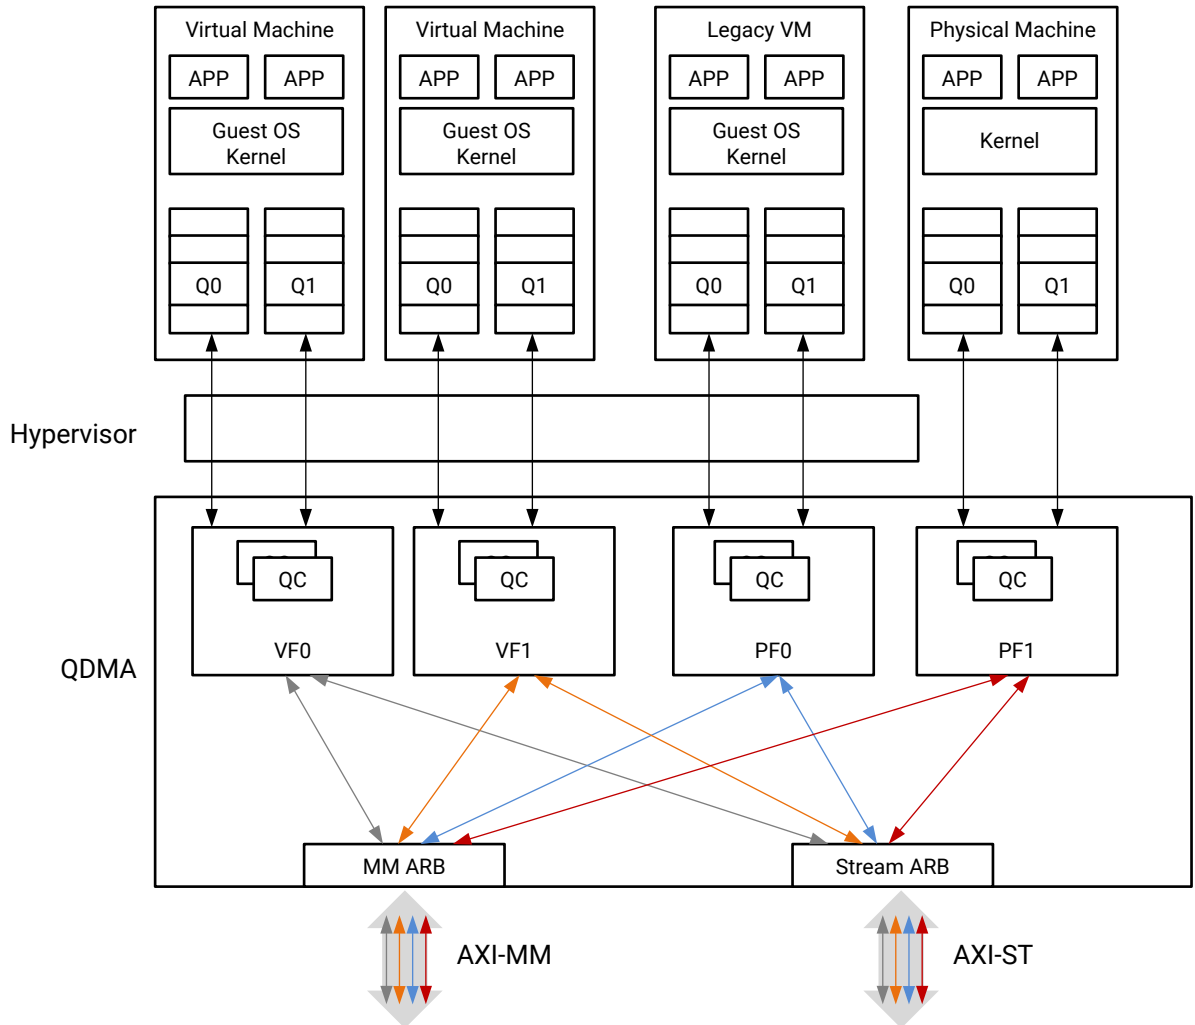 Virtual Machine
Virtual Machine
Legacy VM
Physical Machine
APP
APP
APP
APP
APP
APP
APP
APP
Guest OS
Kernel
Guest OS
Kernel
Guest OS
Kernel
Kernel
Q0
Q1
Q0
Q1
Q0
Q1
Q0
Q1
Hypervisor
QC
QC
QC
QC
VF0
VF1
PF0
PF1
QDMA
MM ARB
Stream ARB
AXI-MM
AXI-ST